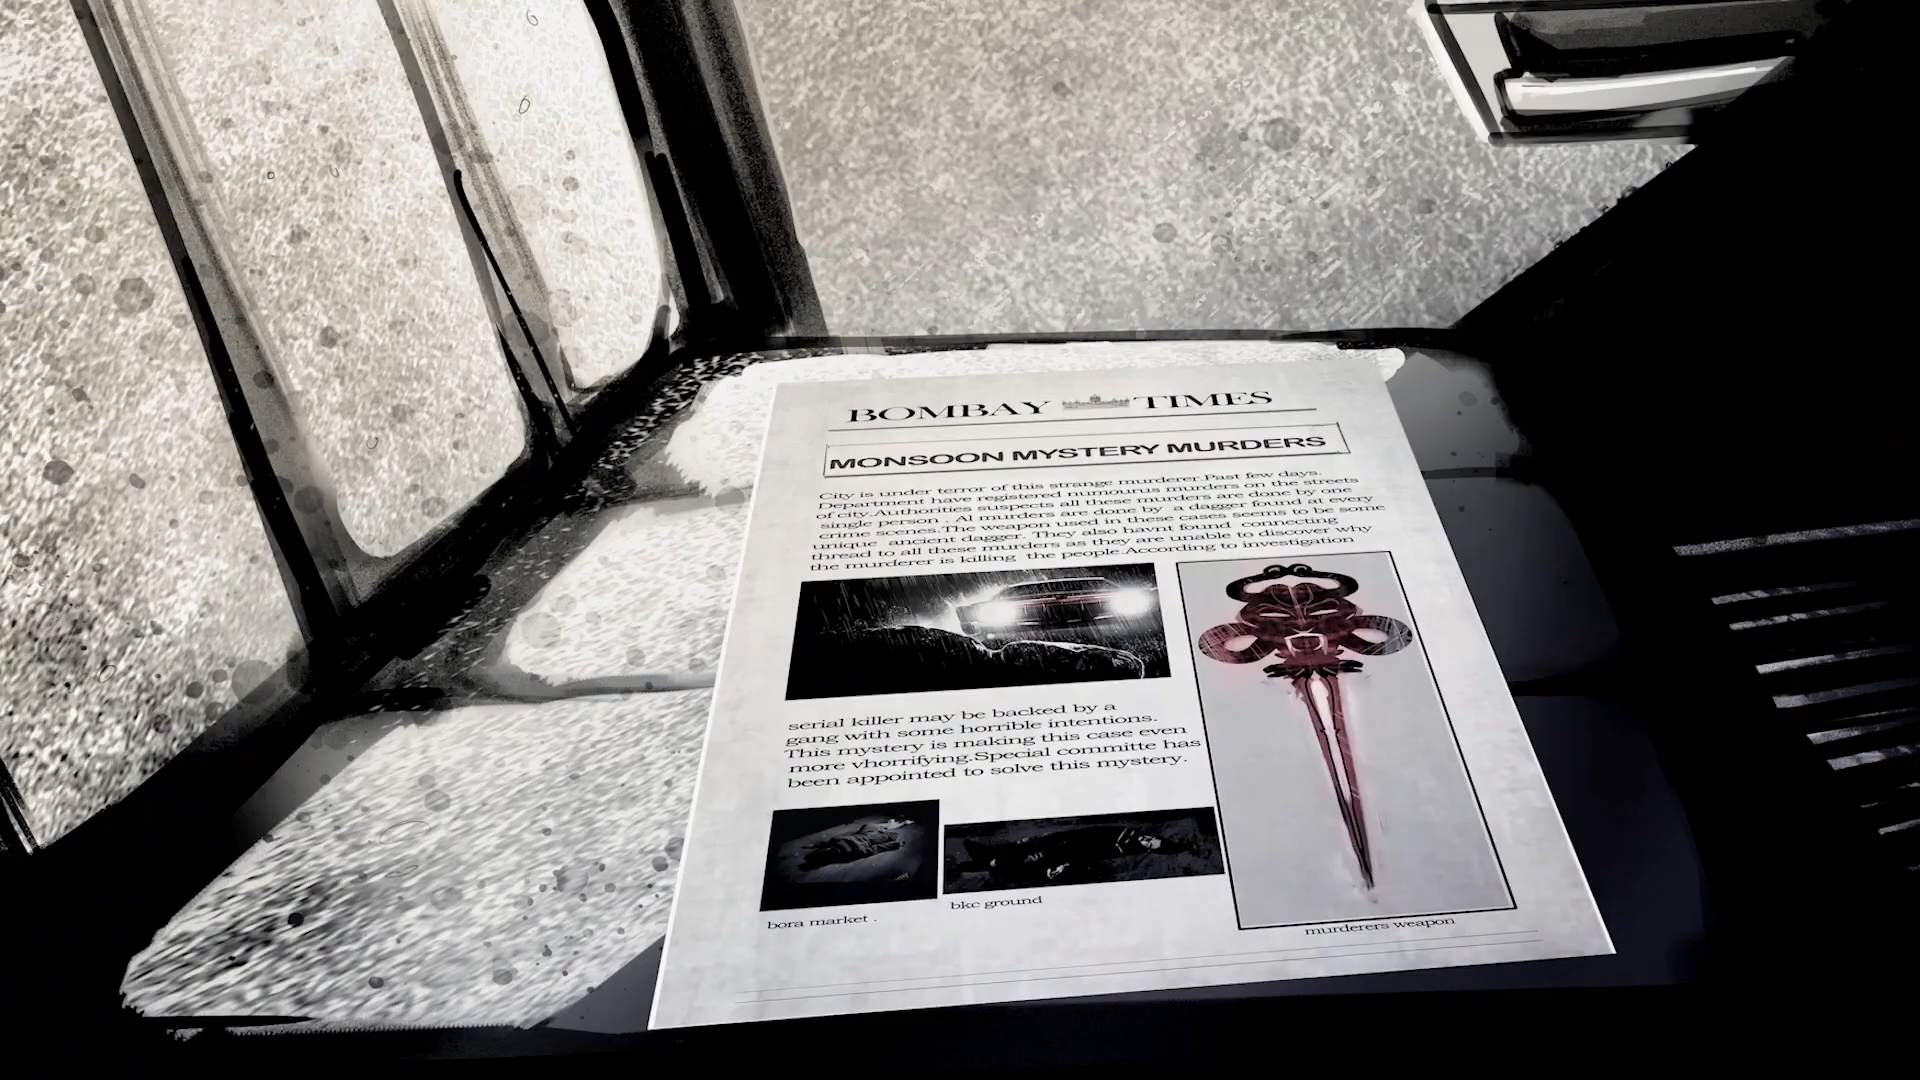 BOMBAY TIMES
MONSOON MYSTERY MURDERS
City is under terror of this strange murderer.Past few days.
Department have registered numourus murders on the streets
of city.Authorities suspects all these murders are done by one
single person . Al murders are done by a dagger found at every
crime scenes.The weapon used in these cases seems to be some
unique ancient dagger. They also havnt found connecting
thread to all these murders as they are unable to discover why
the murderer is killing the people.According to investigation
serial killer may be backed by a
gang with some horrible intentions.
This mystery is making this case even
more vhorrifying.Special committe has
been appointed to solve this mystery.
bora market .
bkc ground
murderers weapon